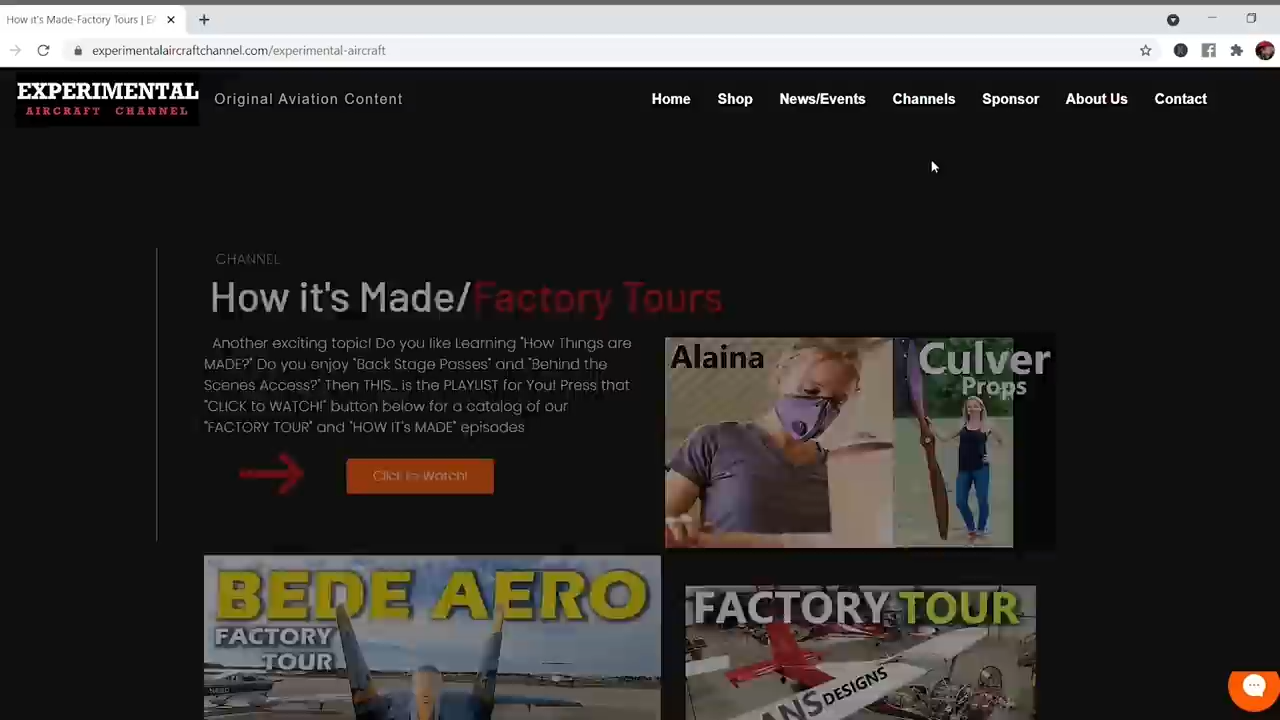 How it's Made-Factory Tours | EA
experimentalaircraftchannel.com/experimental-aircraft
EXPERIMENTAL
AIRCRAFT CHANNEL
Original Aviation Content
Home
Shop
News/Events
Channels
Sponsor
About Us
Contact
CHANNEL
How it's Made/Factory Tours
Another exciting topic! Do you like Learning "How Things are
MADE?" Do you enjoy "Back Stage Passes" and "Behind the
Scenes Access?" Then THIS... is the PLAYLIST for You! Press that
"CLICK to WATCH!" button below for a catalog of our
"FACTORY TOUR" and "HOW IT's MADE" episodes
Click to Watch!
Alaina
Culver
Props
BEDE AERO
FACTORY
TOUR
FACTORY TOUR
ANS DESIGNS